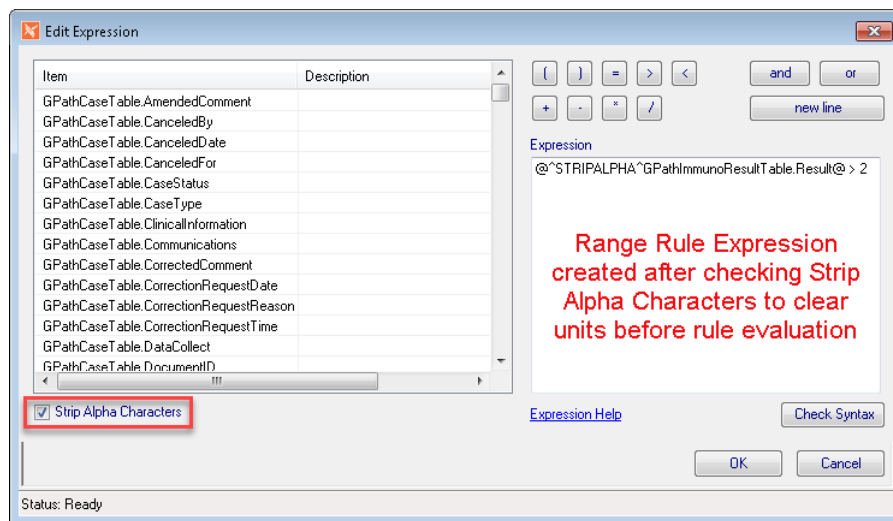 Edit Expression
Item Description
GPathCaseTable.AmendedComment
GPathCaseTable.CanceledBy
GPathCaseTable.CanceledDate
GPathCaseTable.CanceledFor
GPathCaseTable.CaseStatus
GPathCaseTable.CaseType
GPathCaseTable.ClinicalInformation
GPathCaseTable.Communications
GPathCaseTable.CorrectedComment
GPathCaseTable.CorrectionRequestDate
GPathCaseTable.CorrectionRequestReason
GPathCaseTable.CorrectionRequestTime
GPathCaseTable.DataCollect
GPathCaseTable.DocumentID
Strip Alpha Characters
( ) = > < and or
+ - * / new line
Expression
@^STRIPALPHA^GPathImmunoResultTable.Result@ > 2
Range Rule Expression
created after checking Strip
Alpha Characters to clear
units before rule evaluation
Expression Help Check Syntax
OK Cancel
Status: Ready